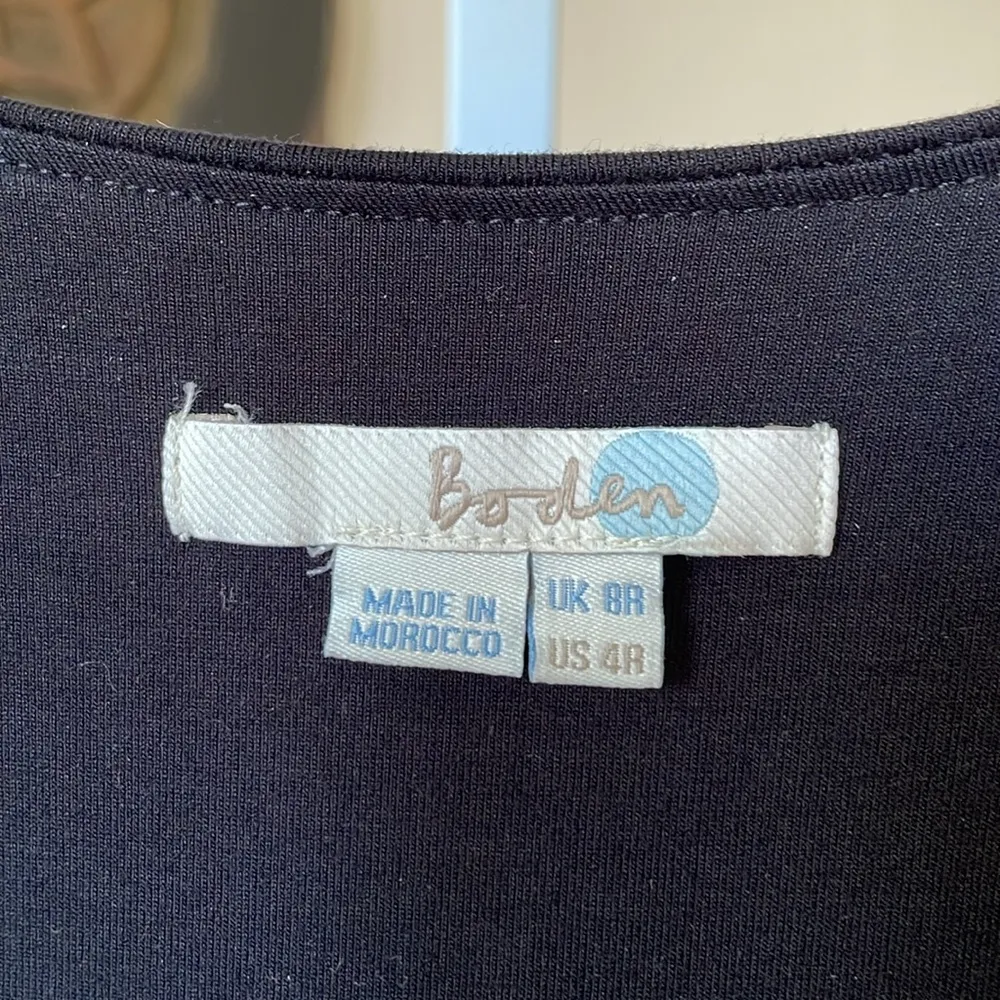 Boden
MADE IN
MOROCCO
UK 8R
US 4R